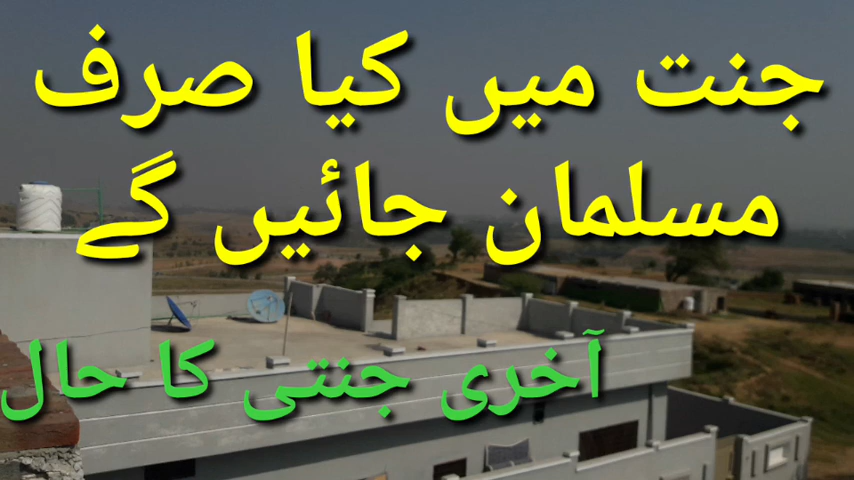 جنت میں کیا صرف
مسلمان جائیں گے
آخری جنتی کا حال